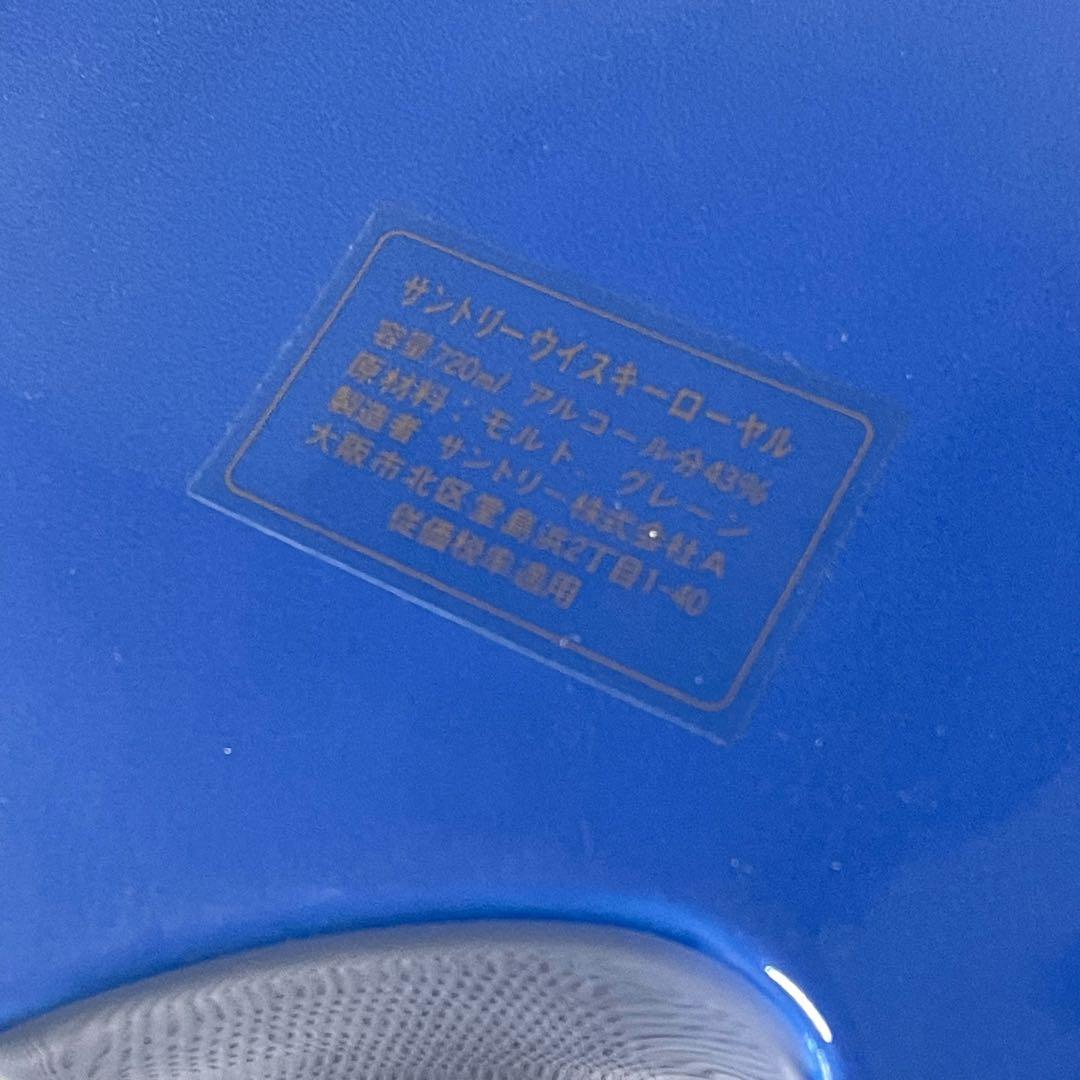 サントリーウイスキーローヤル
容量720ml アルコール分43%
原材料:モルト、グレーン
製造者 サントリー株式会社A
大阪市北区堂島浜2丁目1-40
従価税率適用